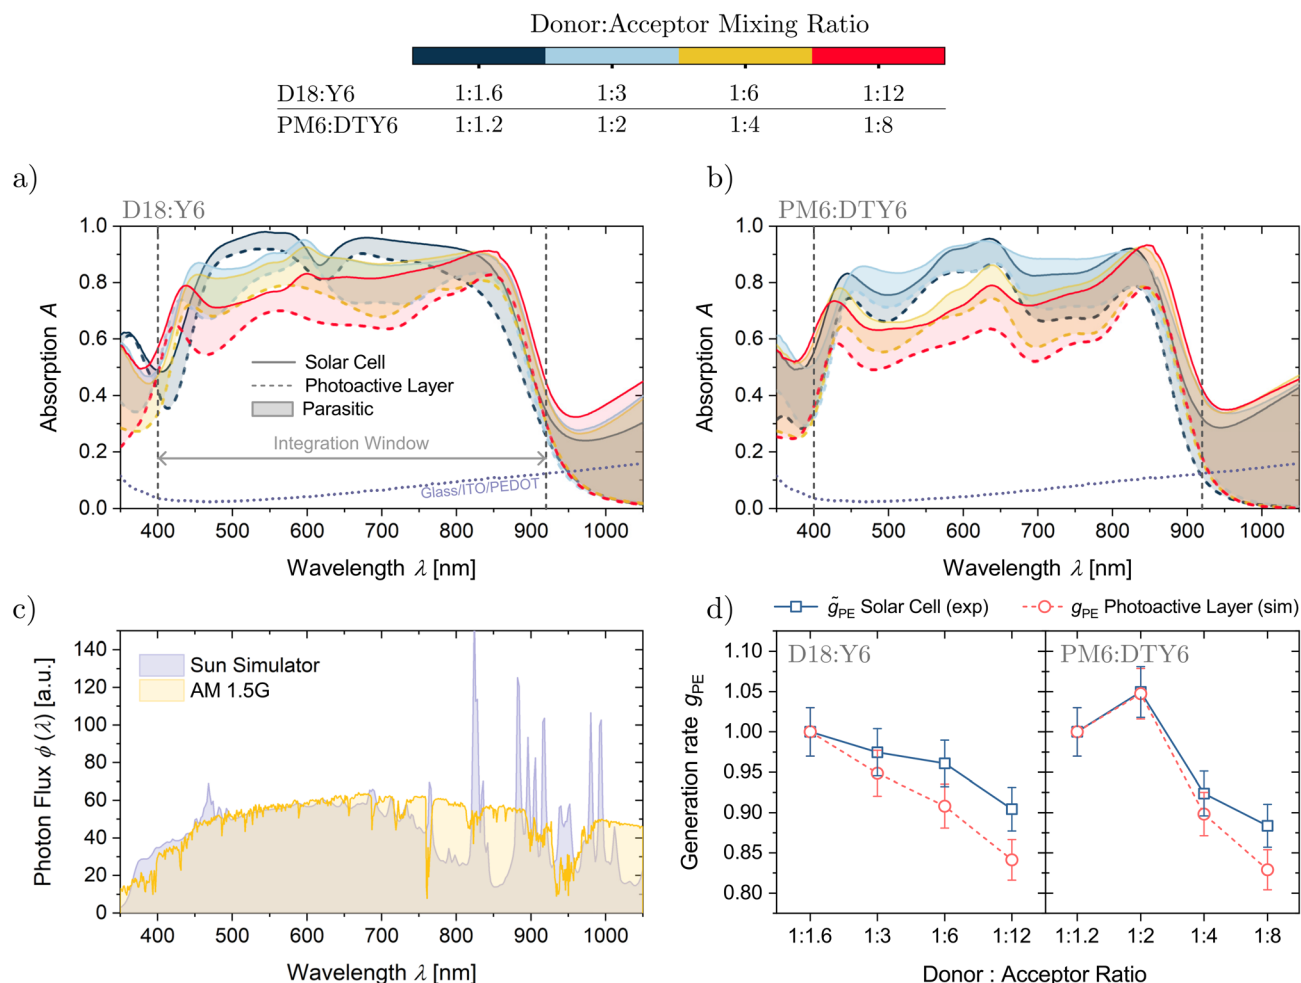 Donor:Acceptor Mixing Ratio
D18:Y6 1:1.6 1:3 1:6 1:12
PM6:DTY6 1:1.2 1:2 1:4 1:8
a)
D18:Y6
1.0
0.8
0.6
0.4
0.2
0.0
Absorption A
Solar Cell
Photoactive Layer
Parasitic
Integration Window
Glass/ITO/PEDOT
400 500 600 700 800 900 1000
Wavelength λ [nm]
b)
PM6:DTY6
1.0
0.8
0.6
0.4
0.2
0.0
Absorption A
400 500 600 700 800 900 1000
Wavelength λ [nm]
c)
140
120
100
80
60
40
20
0
Photon Flux ϕ (λ) [a.u.]
Sun Simulator
AM 1.5G
400 500 600 700 800 900 1000
Wavelength λ [nm]
d)
g̃PE Solar Cell (exp) gPE Photoactive Layer (sim)
D18:Y6 PM6:DTY6
1.10
1.05
1.00
0.95
0.90
0.85
0.80
Generation rate gPE
1:1.6 1:3 1:6 1:12 1:1.2 1:2 1:4 1:8
Donor : Acceptor Ratio